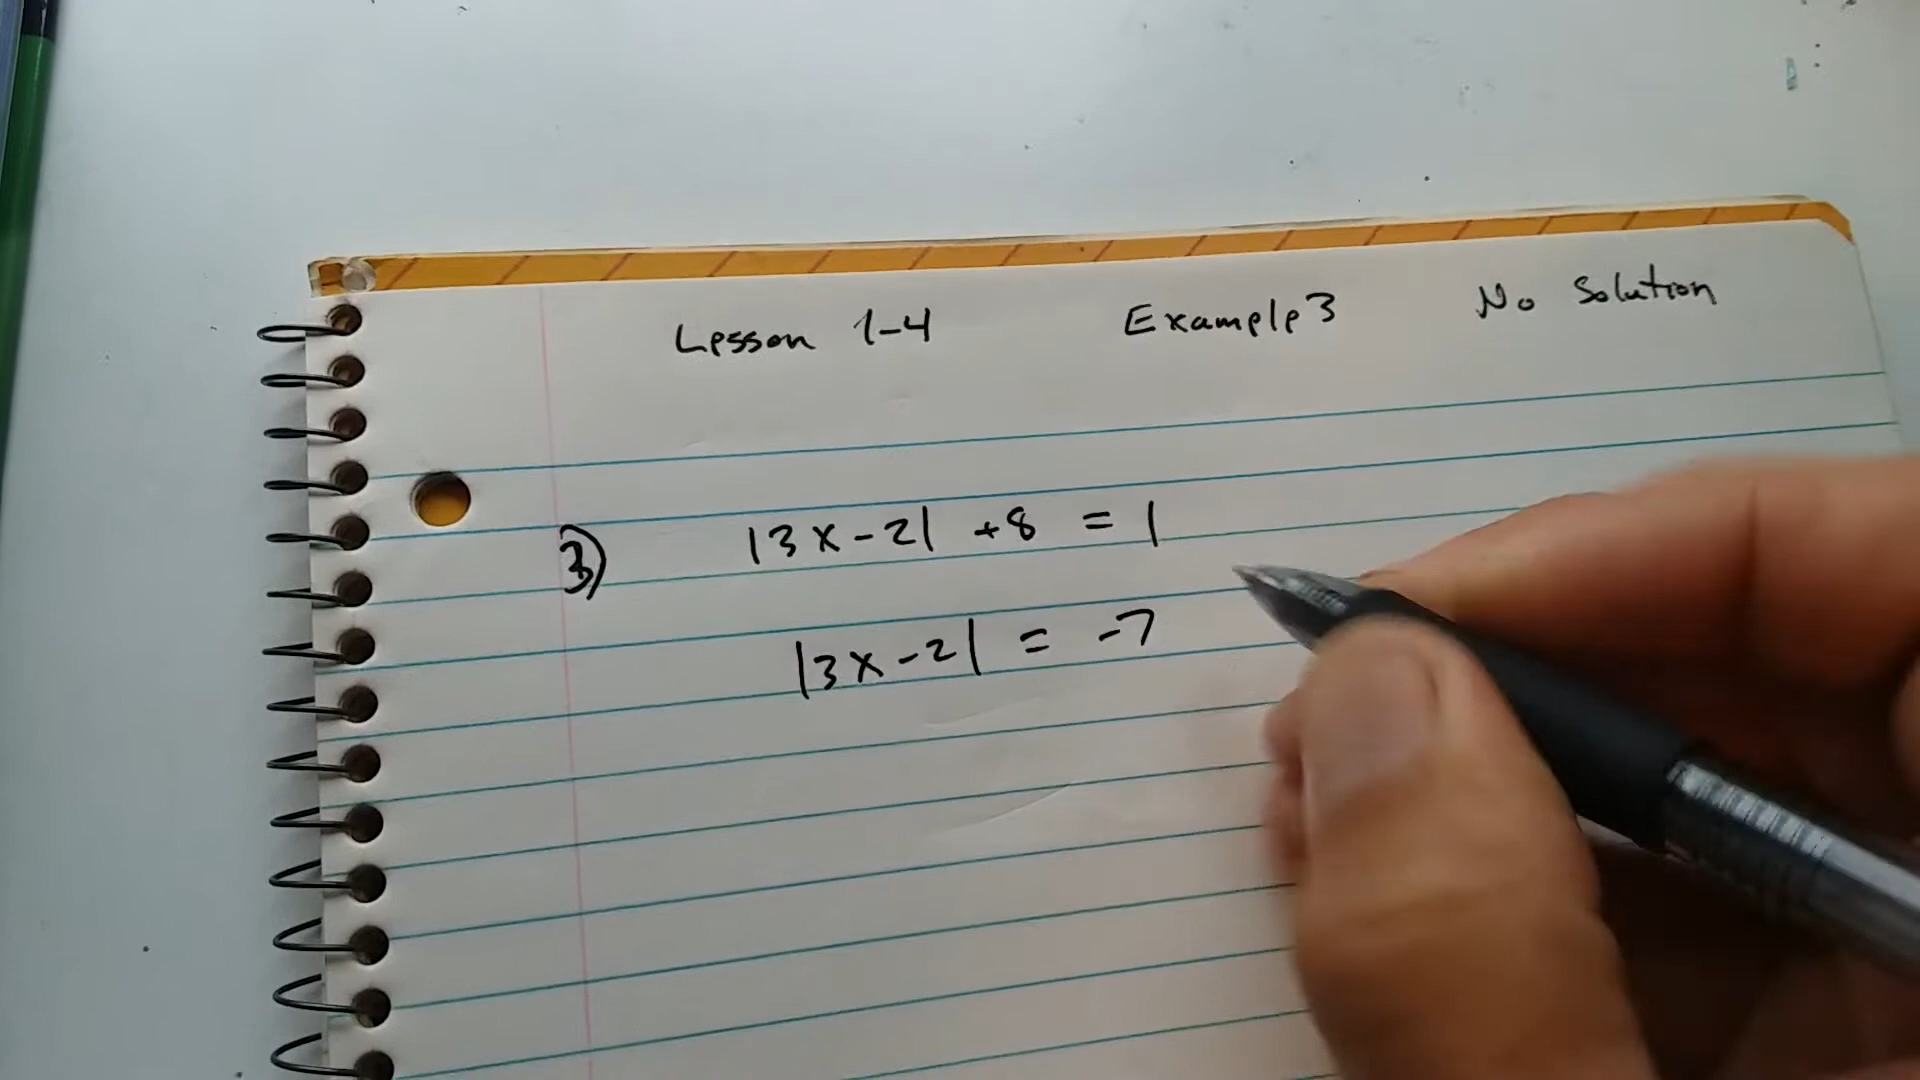 Lesson 1-4 Example 3 No Solution
3) |3x-2| +8 = 1
|3x-2| = -7